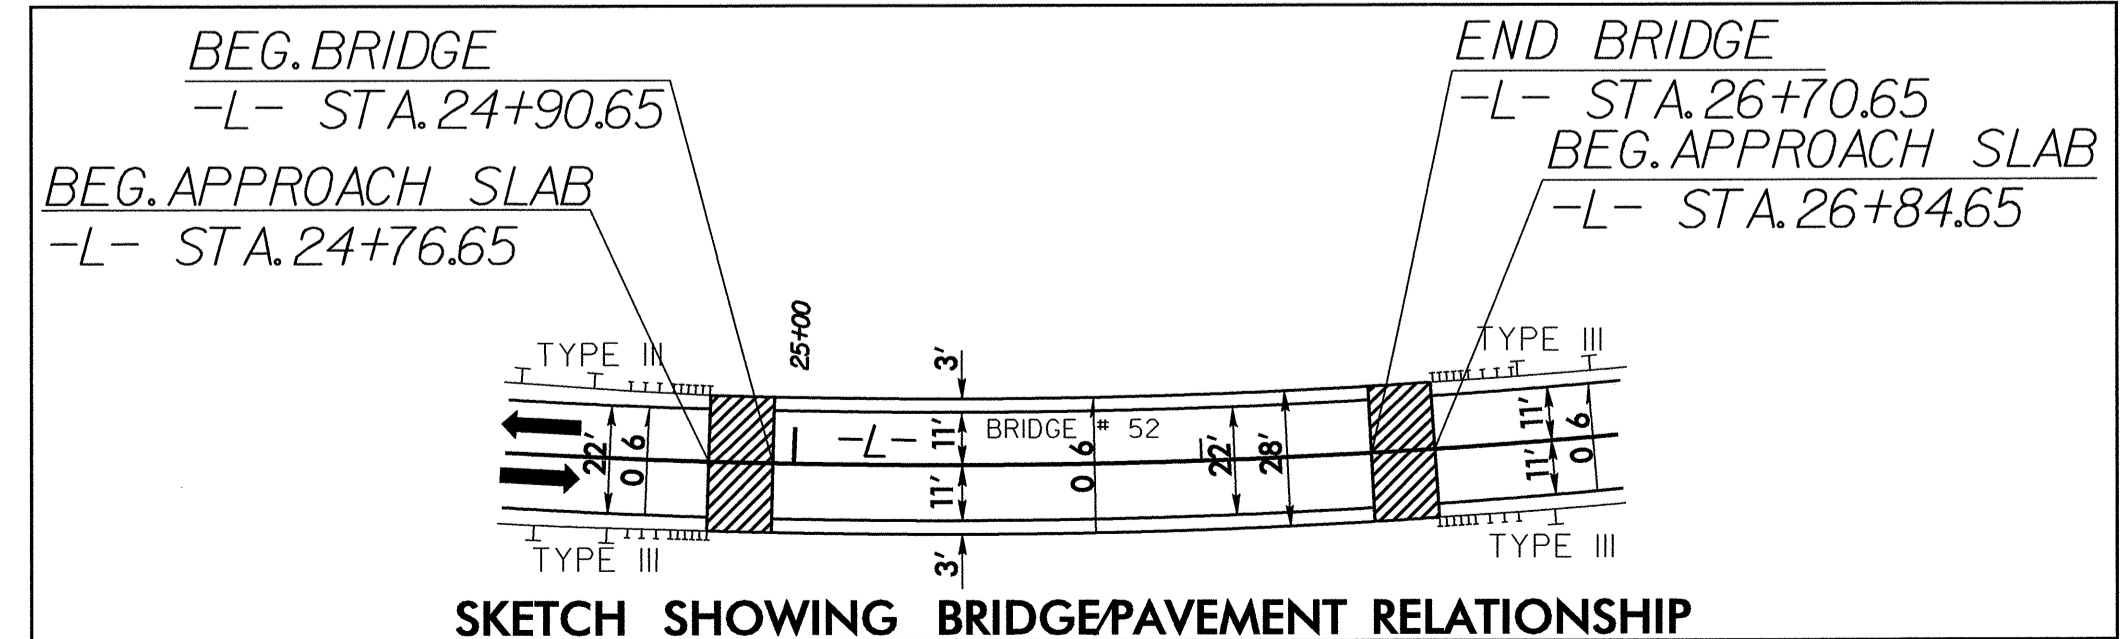 BEG. BRIDGE
-L- STA. 24+90.65
END BRIDGE
-L- STA. 26+70.65
BEG. APPROACH SLAB
-L- STA. 24+76.65
BEG. APPROACH SLAB
-L- STA. 26+84.65
25+00
TYPE III
3'
TYPE III
22'
0 6
-L-
11'
BRIDGE # 52
0 6
22'
28'
11'
0 6
11'
11'
TYPE III
3'
TYPE III
SKETCH SHOWING BRIDGE/PAVEMENT RELATIONSHIP